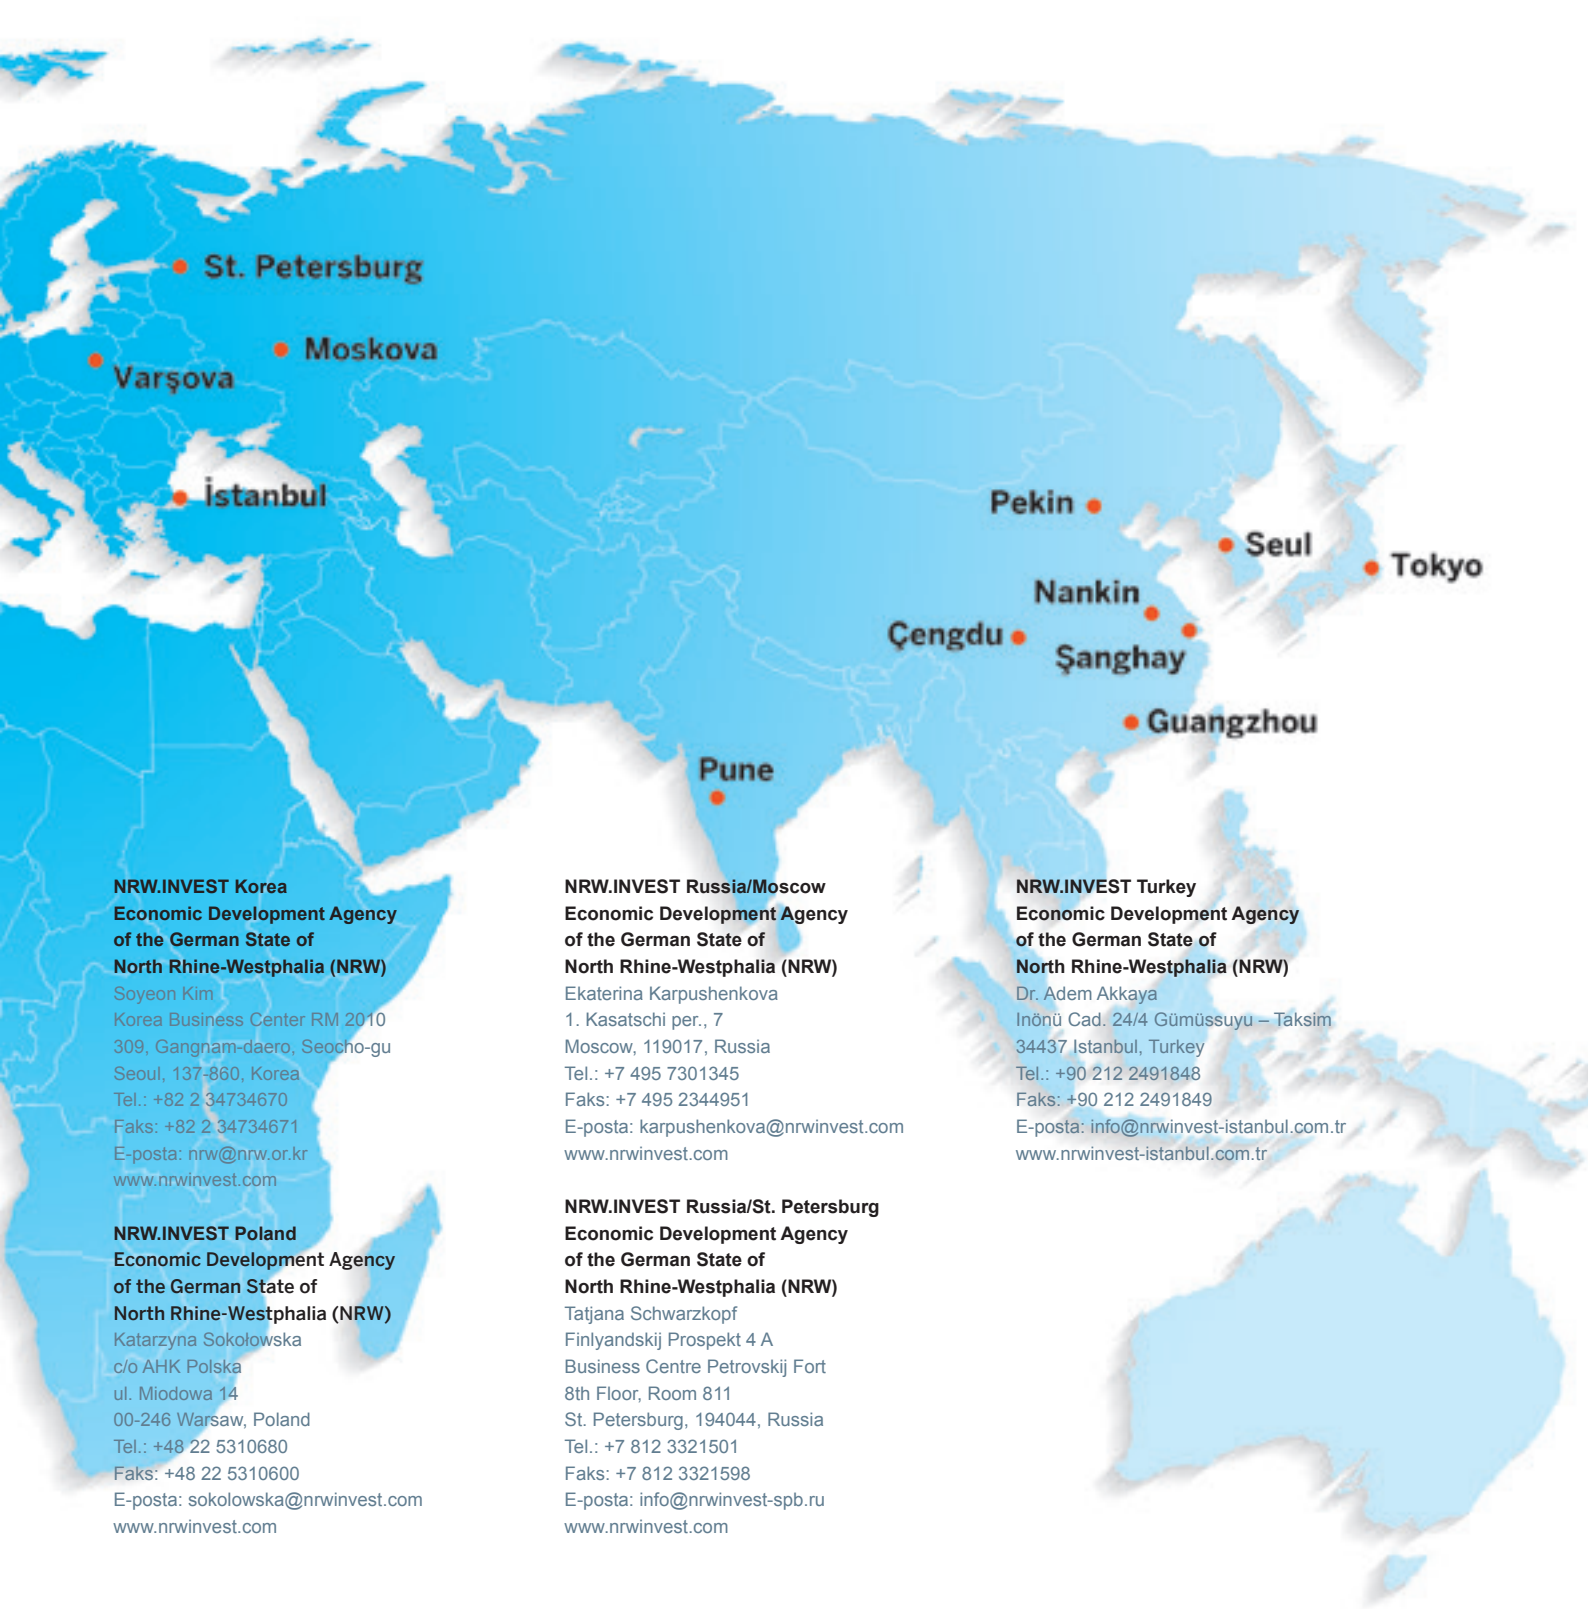 St. Petersburg
Moskova
Varşova
İstanbul
Pekin
Seul
Tokyo
Nankin
Çengdu
Şanghay
Guangzhou
Pune
NRW.INVEST Korea
Economic Development Agency
of the German State of
North Rhine-Westphalia (NRW)
Soyeon Kim
Korea Business Center RM 2010
309, Gangnam-daero, Seocho-gu
Seoul, 137-860, Korea
Tel.: +82 2 34734670
Faks: +82 2 34734671
E-posta: nrw@nrw.or.kr
www.nrwinvest.com
NRW.INVEST Poland
Economic Development Agency
of the German State of
North Rhine-Westphalia (NRW)
Katarzyna Sokołowska
c/o AHK Polska
ul. Miodowa 14
00-246 Warsaw, Poland
Tel.: +48 22 5310680
Faks: +48 22 5310600
E-posta: sokolowska@nrwinvest.com
www.nrwinvest.com
NRW.INVEST Russia/Moscow
Economic Development Agency
of the German State of
North Rhine-Westphalia (NRW)
Ekaterina Karpushenkova
1. Kasatschi per., 7
Moscow, 119017, Russia
Tel.: +7 495 7301345
Faks: +7 495 2344951
E-posta: karpushenkova@nrwinvest.com
www.nrwinvest.com
NRW.INVEST Russia/St. Petersburg
Economic Development Agency
of the German State of
North Rhine-Westphalia (NRW)
Tatjana Schwarzkopf
Finlyandskij Prospekt 4 A
Business Centre Petrovskij Fort
8th Floor, Room 811
St. Petersburg, 194044, Russia
Tel.: +7 812 3321501
Faks: +7 812 3321598
E-posta: info@nrwinvest-spb.ru
www.nrwinvest.com
NRW.INVEST Turkey
Economic Development Agency
of the German State of
North Rhine-Westphalia (NRW)
Dr. Adem Akkaya
Inönü Cad. 24/4 Gümüssuyu – Taksim
34437 Istanbul, Turkey
Tel.: +90 212 2491848
Faks: +90 212 2491849
E-posta: info@nrwinvest-istanbul.com.tr
www.nrwinvest-istanbul.com.tr